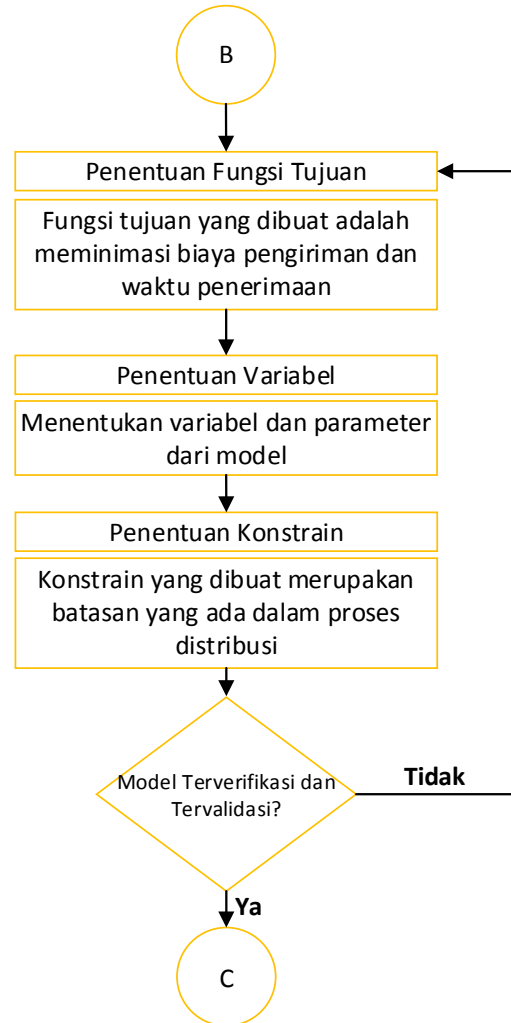 B
Penentuan Fungsi Tujuan
Fungsi tujuan yang dibuat adalah
meminimasi biaya pengiriman dan
waktu penerimaan
Penentuan Variabel
Menentukan variabel dan parameter
dari model
Penentuan Konstrain
Konstrain yang dibuat merupakan
batasan yang ada dalam proses
distribusi
Model Terverifikasi dan
Tervalidasi?
Tidak
Ya
C